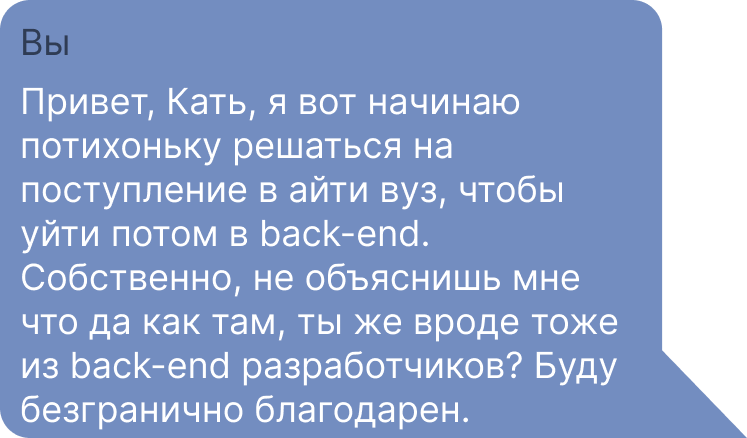 Вы
Привет, Кать, я вот начинаю
потихоньку решаться на
поступление в айти вуз, чтобы
уйти потом в back-end.
Собственно, не объяснишь мне
что да как там, ты же вроде тоже
из back-end разработчиков? Буду
безгранично благодарен.